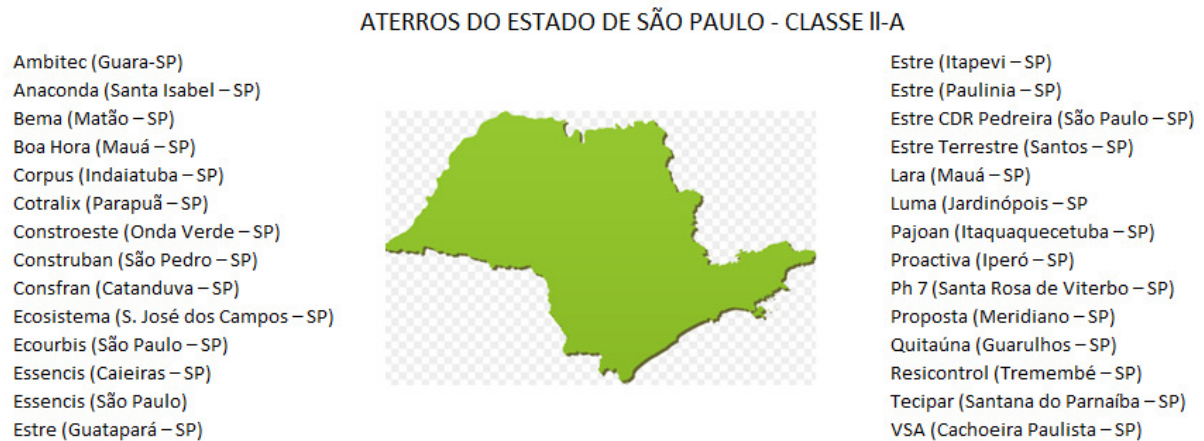 ATERROS DO ESTADO DE SÃO PAULO - CLASSE II-A
Ambitec (Guara-SP)
Anaconda (Santa Isabel – SP)
Bema (Matão – SP)
Boa Hora (Mauá – SP)
Corpus (Indaiatuba – SP)
Cotralix (Parapuã – SP)
Constroeste (Onda Verde – SP)
Construban (São Pedro – SP)
Consfran (Catanduva – SP)
Ecosistema (S. José dos Campos – SP)
Ecourbis (São Paulo – SP)
Essencis (Caieiras – SP)
Essencis (São Paulo)
Estre (Guatapará – SP)
Estre (Itapevi – SP)
Estre (Paulinia – SP)
Estre CDR Pedreira (São Paulo – SP)
Estre Terrestre (Santos – SP)
Lara (Mauá – SP)
Luma (Jardinópois – SP
Pajoan (Itaquaquecetuba – SP)
Proactiva (Iperó – SP)
Ph 7 (Santa Rosa de Viterbo – SP)
Proposta (Meridiano – SP)
Quitaúna (Guarulhos – SP)
Resicontrol (Tremembé – SP)
Tecipar (Santana do Parnaíba – SP)
VSA (Cachoeira Paulista – SP)